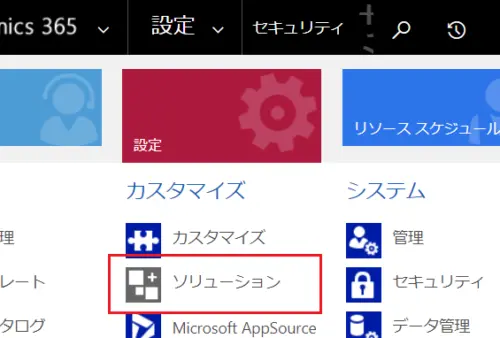 nics 365 設定 セキュリティ
設定 リソース スケジュール
カスタマイズ システム
理 カスタマイズ 管理
レート ソリューション セキュリティ
タログ Microsoft AppSource データ管理